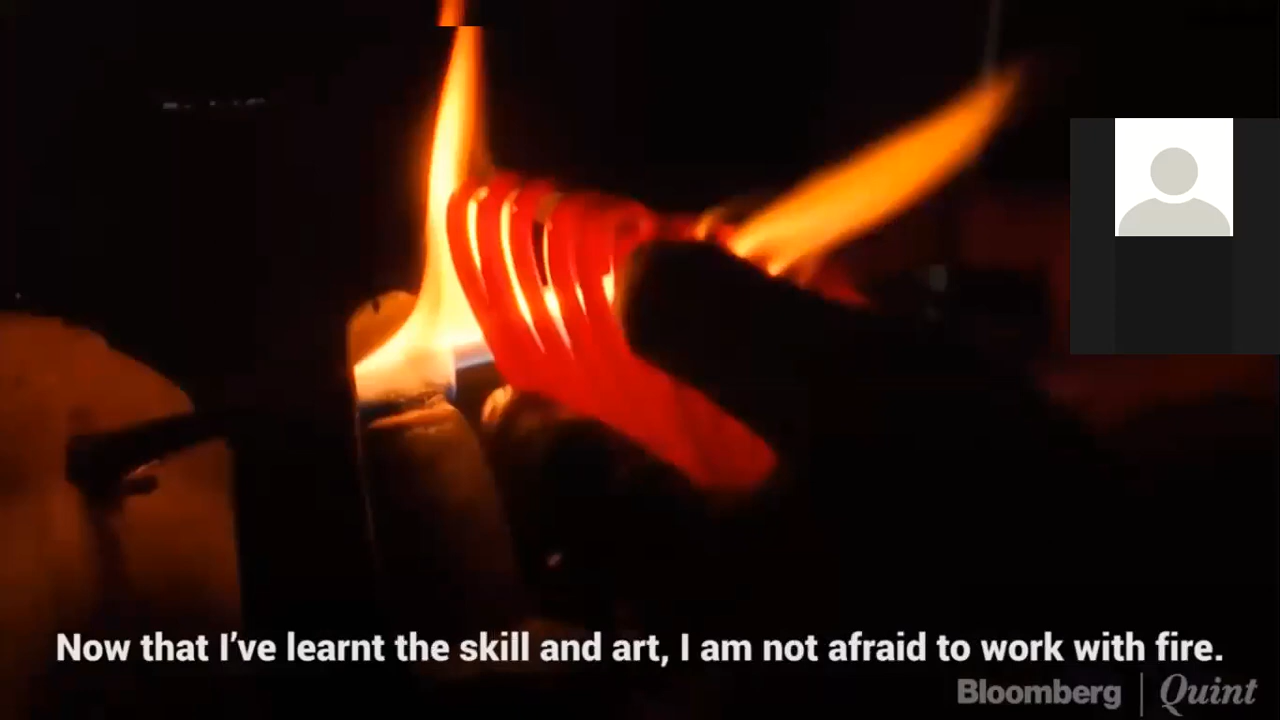 Now that I've learnt the skill and art, I am not afraid to work with fire.
Bloomberg | Quint